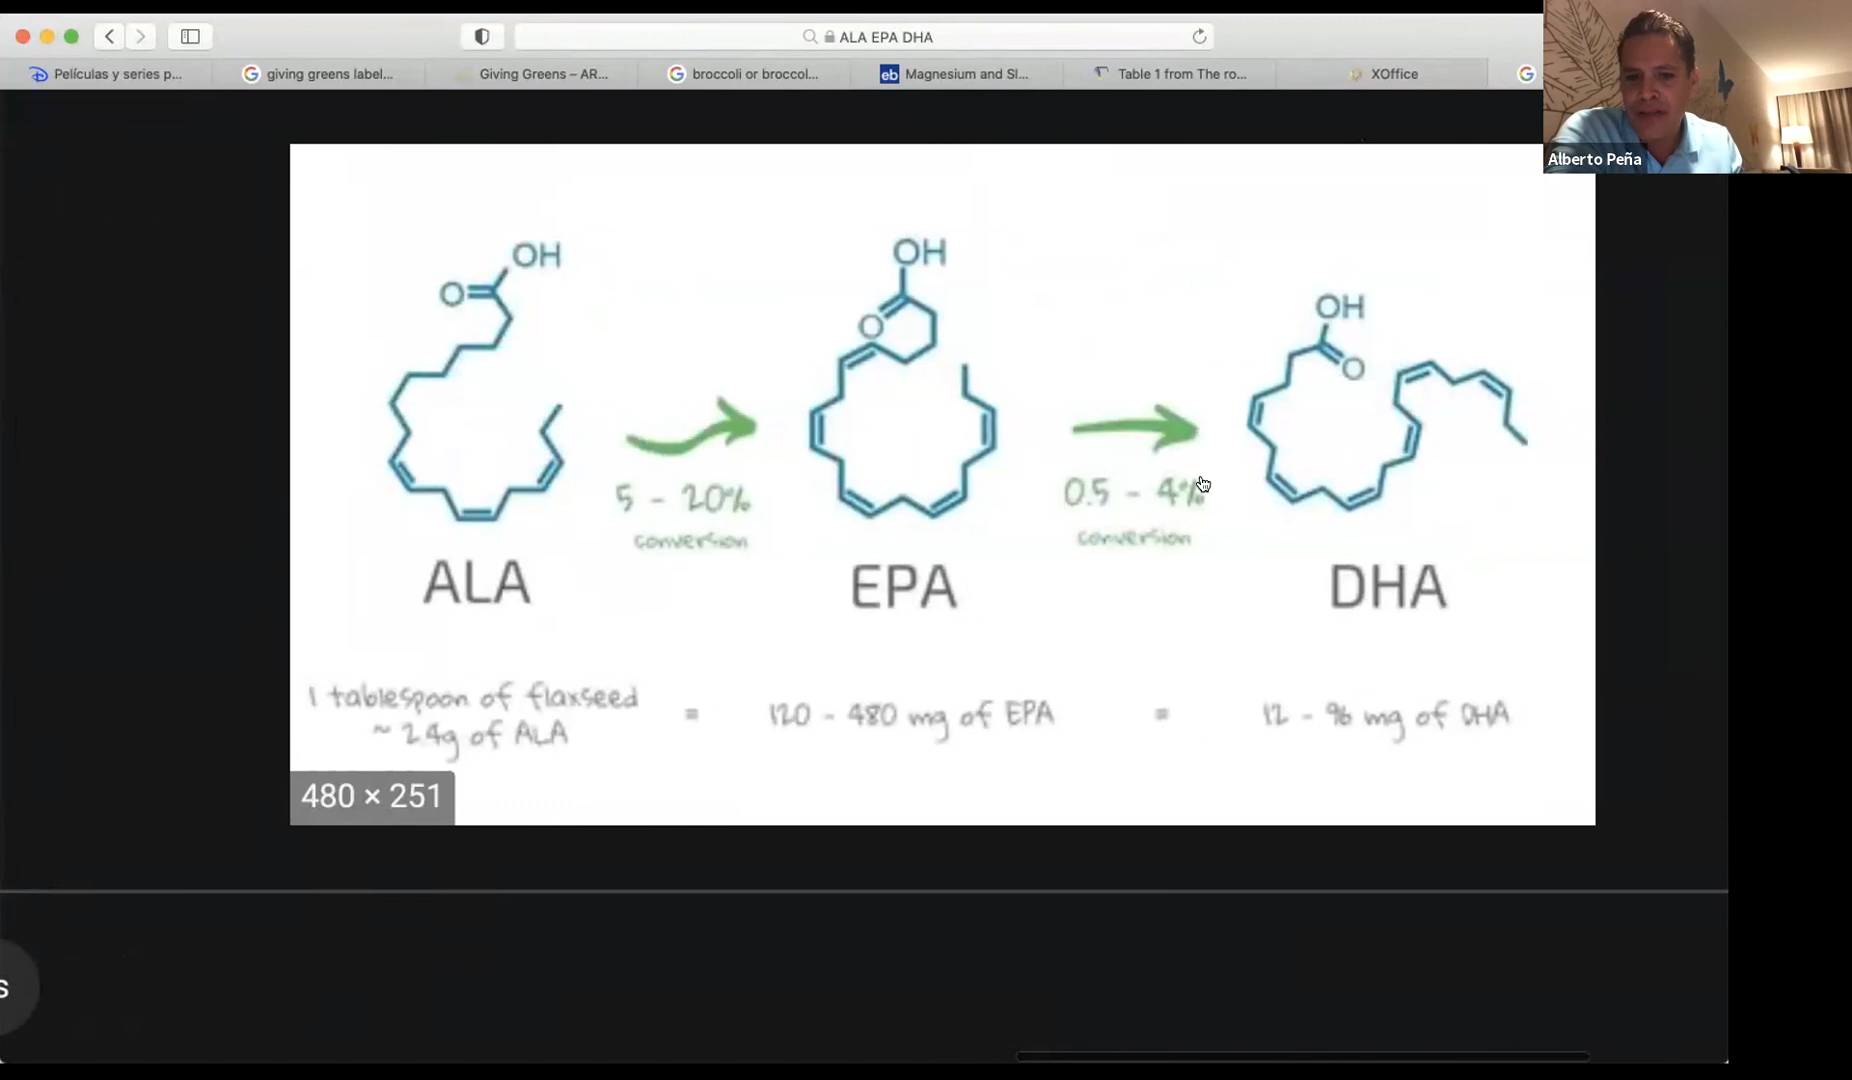 ALA EPA DHA
Películas y series p...
giving greens label...
Giving Greens – AR...
broccoli or broccol...
eb Magnesium and Sl...
Table 1 from The ro...
XOffice
Alberto Peña
OH
O
OH
O
OH
O
5 - 20%
conversion
0.5 - 4%
conversion
ALA
EPA
DHA
1 tablespoon of flaxseed
~ 2.4g of ALA
=
120 - 480 mg of EPA
=
12 - 96 mg of DHA
480 × 251
s